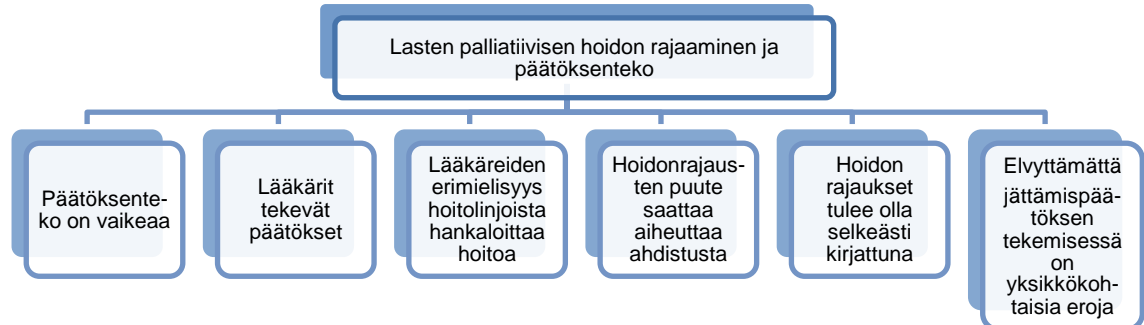 Lasten palliatiivisen hoidon rajaaminen ja
päätöksenteko
Päätöksente-
ko on vaikeaa
Lääkärit
tekevät
päätökset
Lääkäreiden
erimielisyys
hoitolinjoista
hankaloittaa
hoitoa
Hoidonrajaus-
ten puute
saattaa
aiheuttaa
ahdistusta
Hoidon
rajaukset
tulee olla
selkeästi
kirjattuna
Elvyttämättä
jättämispää-
töksen
tekemisessä
on
yksikkökoh-
taisia eroja